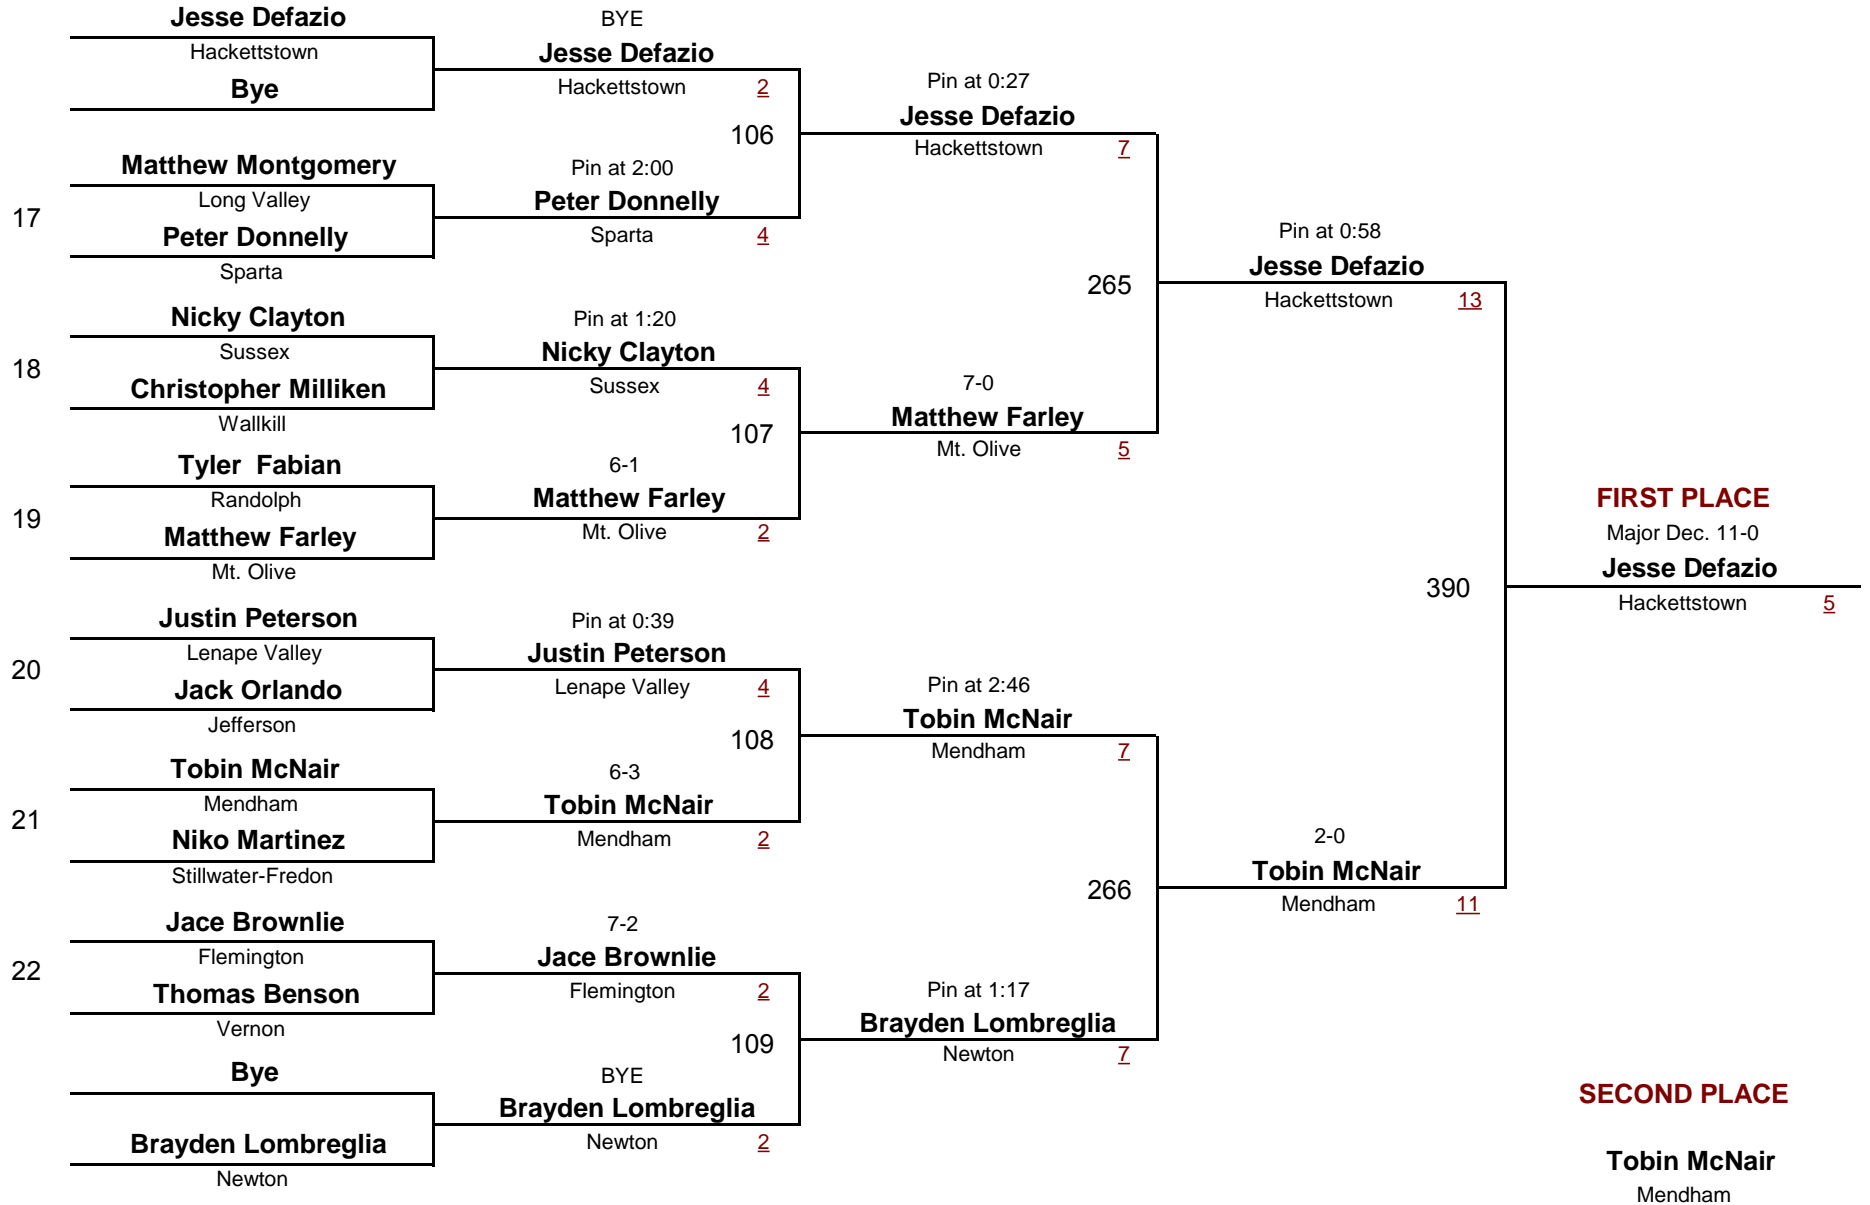 Jesse Defazio
Hackettstown
Bye
17
Matthew Montgomery
Long Valley
Peter Donnelly
Sparta
18
Nicky Clayton
Sussex
Christopher Milliken
Wallkill
19
Tyler  Fabian
Randolph
Matthew Farley
Mt. Olive
20
Justin Peterson
Lenape Valley
Jack Orlando
Jefferson
21
Tobin McNair
Mendham
Niko Martinez
Stillwater-Fredon
22
Jace Brownlie
Flemington
Thomas Benson
Vernon
Bye
Brayden Lombreglia
Newton
BYE
Jesse Defazio
Hackettstown 2
106
Pin at 2:00
Peter Donnelly
Sparta 4
Pin at 1:20
Nicky Clayton
Sussex 4
107
6-1
Matthew Farley
Mt. Olive 2
Pin at 0:39
Justin Peterson
Lenape Valley 4
108
6-3
Tobin McNair
Mendham 2
7-2
Jace Brownlie
Flemington 2
109
BYE
Brayden Lombreglia
Newton 2
Pin at 0:27
Jesse Defazio
Hackettstown 7
265
7-0
Matthew Farley
Mt. Olive 5
Pin at 2:46
Tobin McNair
Mendham 7
266
Pin at 1:17
Brayden Lombreglia
Newton 7
Pin at 0:58
Jesse Defazio
Hackettstown 13
390
2-0
Tobin McNair
Mendham 11
FIRST PLACE
Major Dec. 11-0
Jesse Defazio
Hackettstown 5
SECOND PLACE
Tobin McNair
Mendham